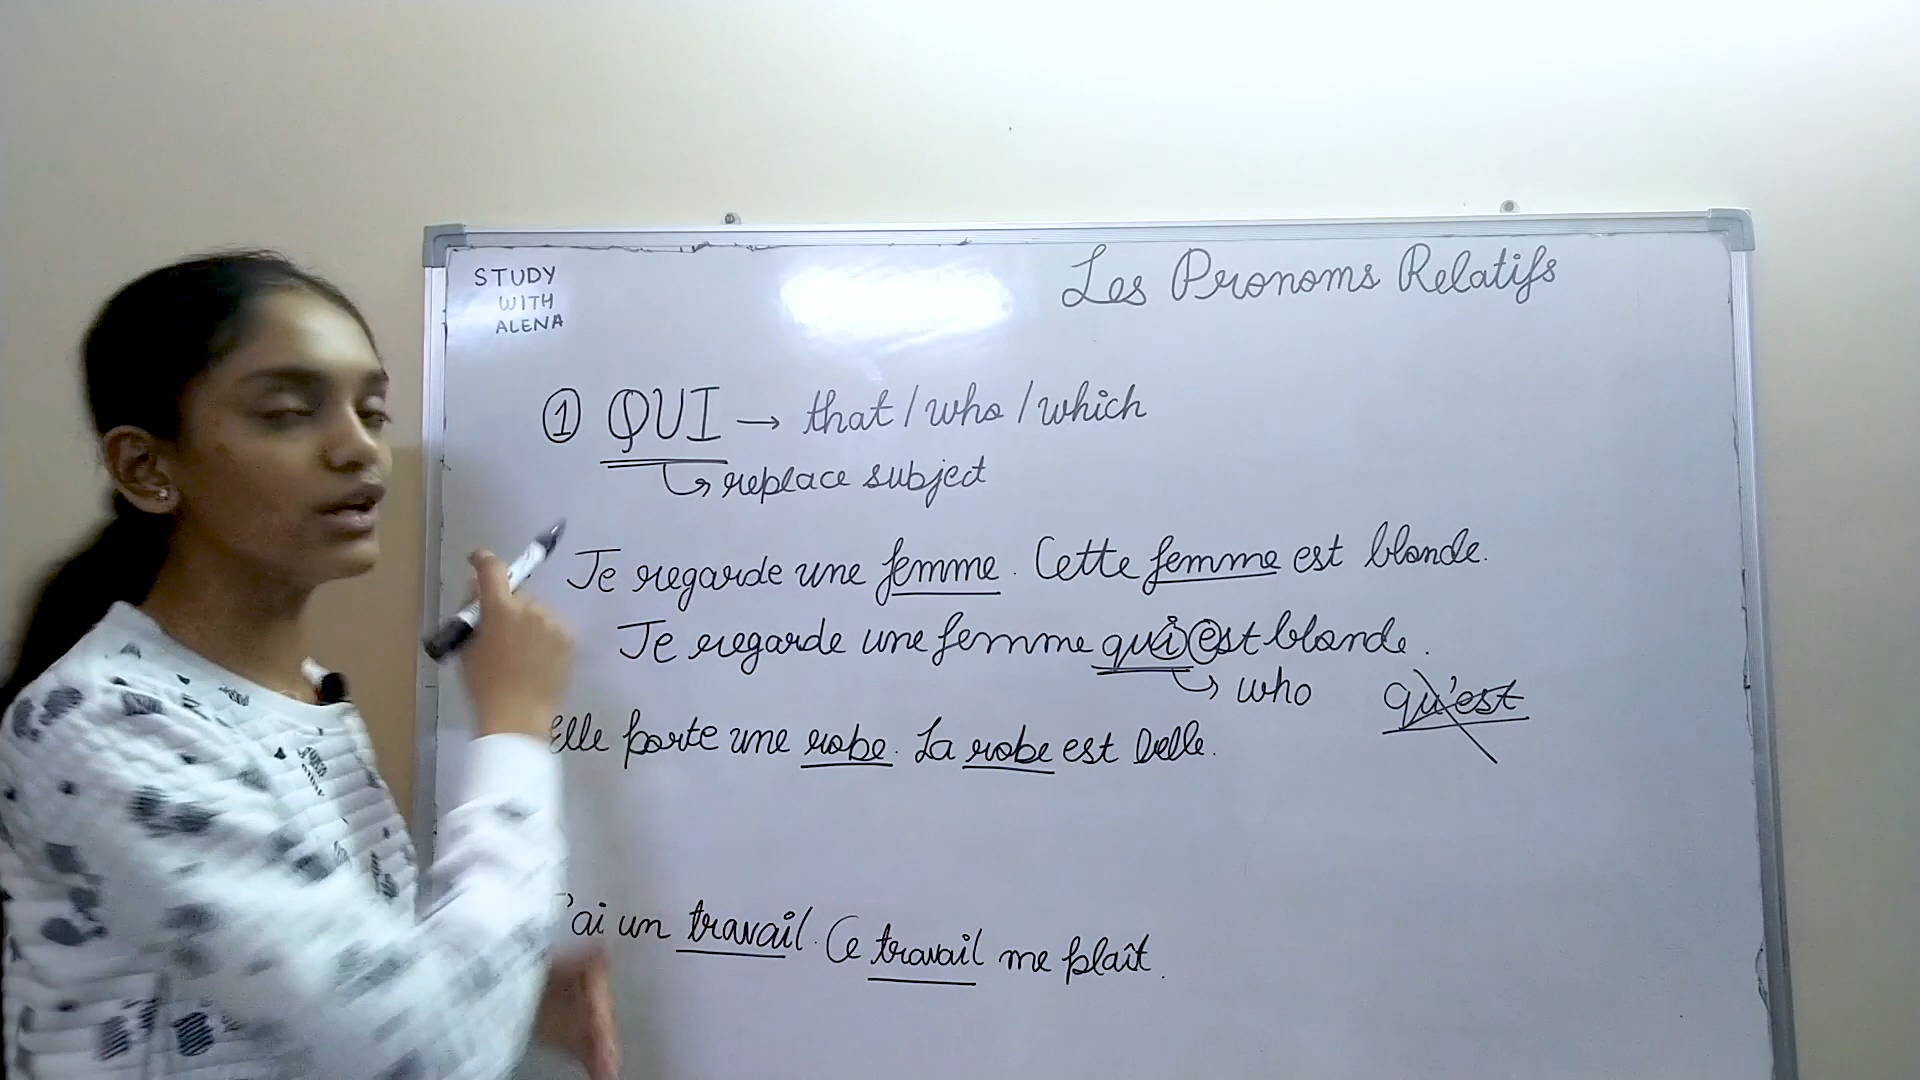 STUDY
WITH
ALENA
Les Pronoms Relatifs
① QUI → that/who/which
↳ replace subject
Je regarde une femme. Cette femme est blonde.
Je regarde une femme qui est blonde.
↳ who
qu'est
Elle porte une robe. La robe est belle.
'ai un travail. Ce travail me plaît.